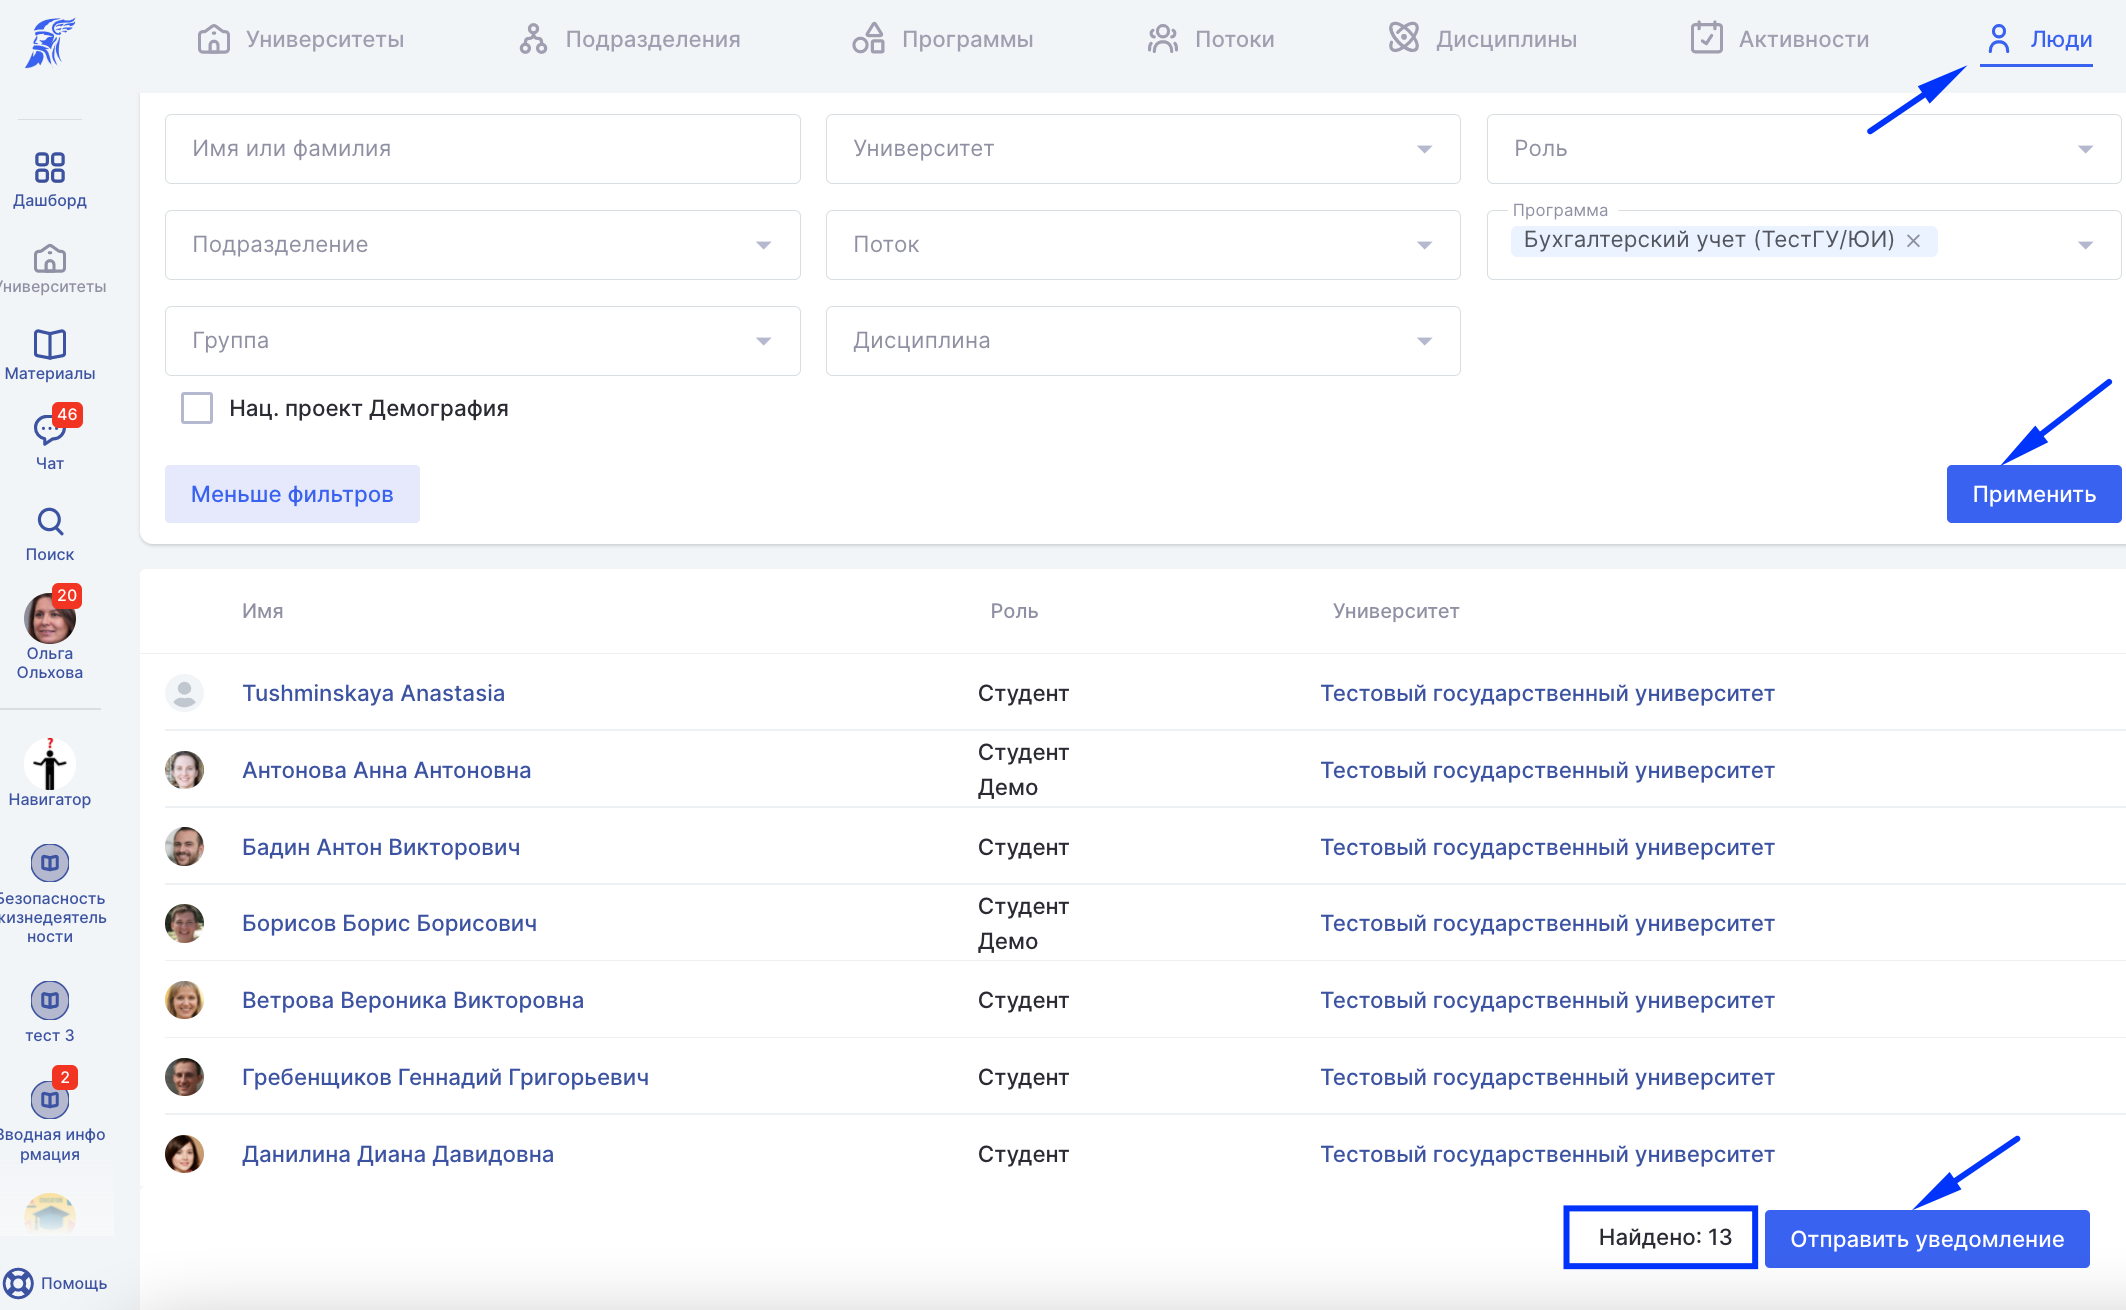 Университеты
Подразделения
Программы
Потоки
Дисциплины
Активности
Люди
Дашборд
Университеты
Материалы
46
Чат
Поиск
20
Ольга
Ольхова
?
Навигатор
Безопасность
жизнедеятель
ности
тест 3
2
Вводная инфо
рмация
Помощь
Имя или фамилия
Университет
Роль
Подразделение
Поток
Программа
Бухгалтерский учет (ТестГУ/ЮИ)
Группа
Дисциплина
Нац. проект Демография
Меньше фильтров
Применить
Имя Роль Университет
Tushminskaya Anastasia Студент Тестовый государственный университет
Антонова Анна Антоновна Студент Тестовый государственный университет
Демо
Бадин Антон Викторович Студент Тестовый государственный университет
Борисов Борис Борисович Студент Тестовый государственный университет
Демо
Ветрова Вероника Викторовна Студент Тестовый государственный университет
Гребенщиков Геннадий Григорьевич Студент Тестовый государственный университет
Данилина Диана Давидовна Студент Тестовый государственный университет
Найдено: 13
Отправить уведомление